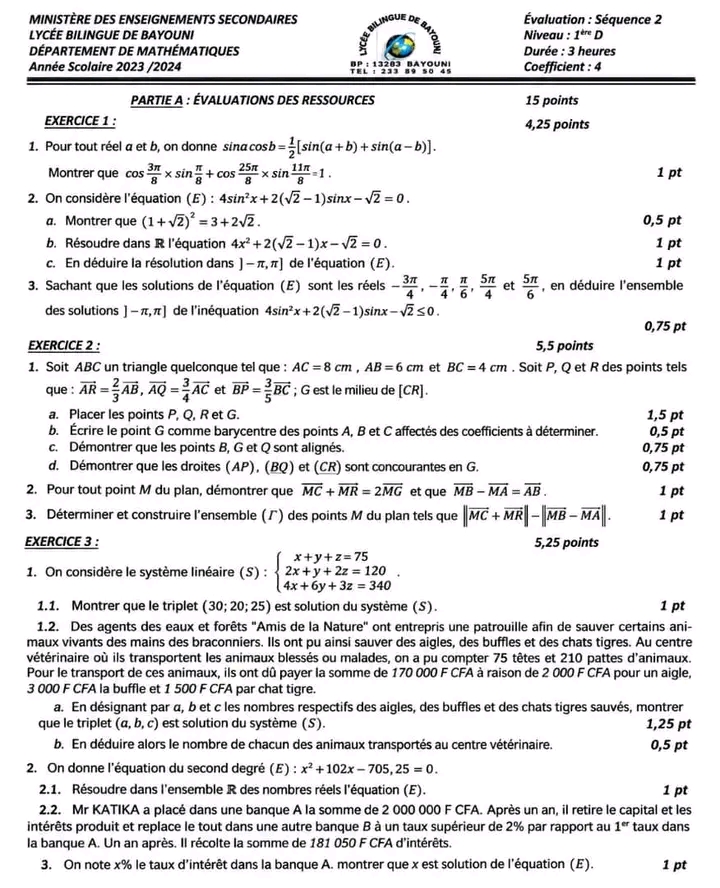 MINISTÈRE DES ENSEIGNEMENTS SECONDAIRES
LYCÉE BILINGUE DE BAYOUNI
DÉPARTEMENT DE MATHÉMATIQUES
Année Scolaire 2023 /2024
LYCÉE BILINGUE DE BAYOUNI
BP : 13283 BAYOUNI
TEL : 233 89 50 45
Évaluation : Séquence 2
Niveau : 1ère D
Durée : 3 heures
Coefficient : 4
PARTIE A : ÉVALUATIONS DES RESSOURCES 15 points
EXERCICE 1 : 4,25 points
1. Pour tout réel a et b, on donne sina cosb = 1/2 [sin(a + b) + sin(a − b)].
Montrer que cos 3π/8 × sin π/8 + cos 25π/8 × sin 11π/8 = 1 . 1 pt
2. On considère l'équation (E) : 4sin²x + 2(√2 − 1)sinx − √2 = 0 .
a. Montrer que (1 + √2)² = 3 + 2√2 . 0,5 pt
b. Résoudre dans ℝ l'équation 4x² + 2(√2 − 1)x − √2 = 0 . 1 pt
c. En déduire la résolution dans ]−π, π] de l'équation (E). 1 pt
3. Sachant que les solutions de l'équation (E) sont les réels −3π/4, −π/4, π/6, 5π/4 et 5π/6, en déduire l'ensemble
des solutions ]−π, π] de l'inéquation 4sin²x + 2(√2 − 1)sinx − √2 ≤ 0 .
0,75 pt
EXERCICE 2 : 5,5 points
1. Soit ABC un triangle quelconque tel que : AC = 8 cm , AB = 6 cm et BC = 4 cm . Soit P, Q et R des points tels
que : AR⃗ = 2/3 AB⃗, AQ⃗ = 3/4 AC⃗ et BP⃗ = 3/5 BC⃗ ; G est le milieu de [CR].
a. Placer les points P, Q, R et G. 1,5 pt
b. Écrire le point G comme barycentre des points A, B et C affectés des coefficients à déterminer. 0,5 pt
c. Démontrer que les points B, G et Q sont alignés. 0,75 pt
d. Démontrer que les droites (AP), (BQ) et (CR) sont concourantes en G. 0,75 pt
2. Pour tout point M du plan, démontrer que MC⃗ + MR⃗ = 2MG⃗ et que MB⃗ − MA⃗ = AB⃗ . 1 pt
3. Déterminer et construire l'ensemble (Γ) des points M du plan tels que ‖MC⃗ + MR⃗‖ − ‖MB⃗ − MA⃗‖. 1 pt
EXERCICE 3 : 5,25 points
1. On considère le système linéaire (S) : { x + y + z = 75
2x + y + 2z = 120 .
4x + 6y + 3z = 340
1.1. Montrer que le triplet (30; 20; 25) est solution du système (S). 1 pt
1.2. Des agents des eaux et forêts "Amis de la Nature" ont entrepris une patrouille afin de sauver certains ani-
maux vivants des mains des braconniers. Ils ont pu ainsi sauver des aigles, des buffles et des chats tigres. Au centre
vétérinaire où ils transportent les animaux blessés ou malades, on a pu compter 75 têtes et 210 pattes d'animaux.
Pour le transport de ces animaux, ils ont dû payer la somme de 170 000 F CFA à raison de 2 000 F CFA pour un aigle,
3 000 F CFA la buffle et 1 500 F CFA par chat tigre.
a. En désignant par a, b et c les nombres respectifs des aigles, des buffles et des chats tigres sauvés, montrer
que le triplet (a, b, c) est solution du système (S). 1,25 pt
b. En déduire alors le nombre de chacun des animaux transportés au centre vétérinaire. 0,5 pt
2. On donne l'équation du second degré (E) : x² + 102x − 705, 25 = 0 .
2.1. Résoudre dans l'ensemble ℝ des nombres réels l'équation (E). 1 pt
2.2. Mr KATIKA a placé dans une banque A la somme de 2 000 000 F CFA. Après un an, il retire le capital et les
intérêts produit et replace le tout dans une autre banque B à un taux supérieur de 2% par rapport au 1er taux dans
la banque A. Un an après. Il récolte la somme de 181 050 F CFA d'intérêts.
3. On note x% le taux d'intérêt dans la banque A. montrer que x est solution de l'équation (E). 1 pt